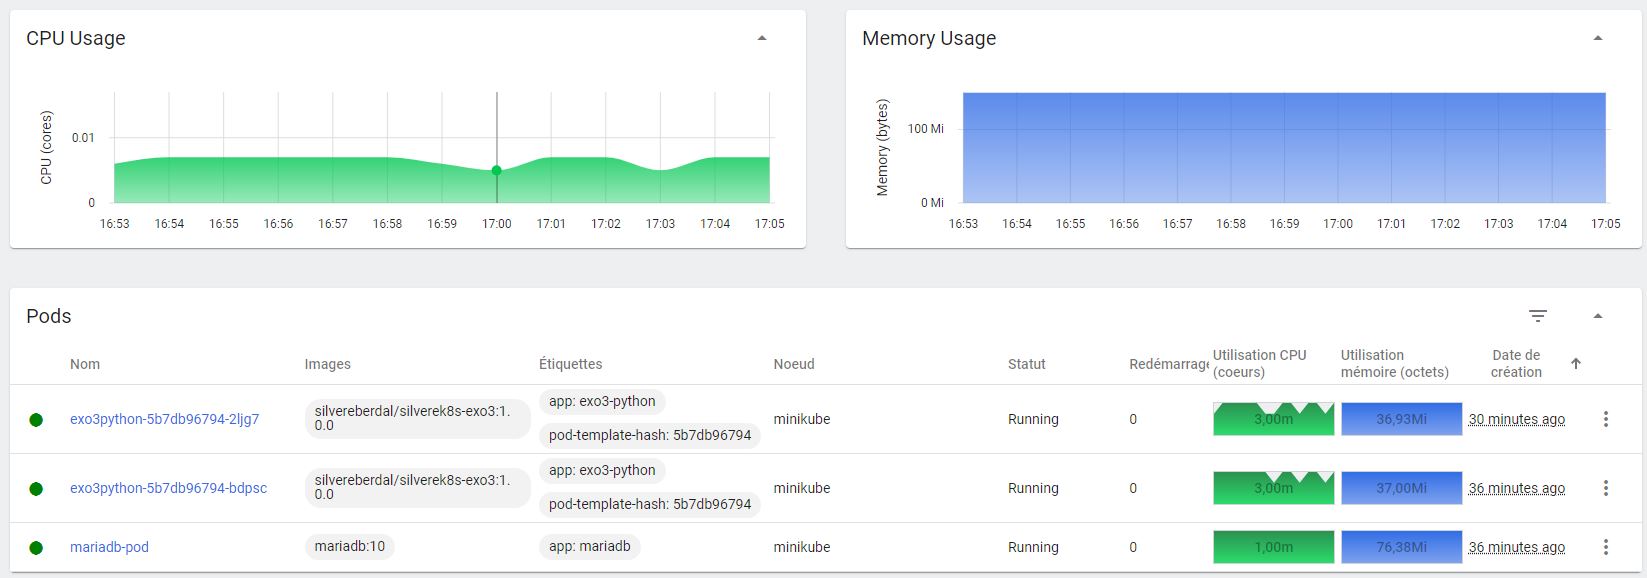 CPU Usage
CPU (cores)
0.01
0
16:53 16:54 16:55 16:56 16:57 16:58 16:59 17:00 17:01 17:02 17:03 17:04 17:05
Memory Usage
Memory (bytes)
100 Mi
0 Mi
16:53 16:54 16:55 16:56 16:57 16:58 16:59 17:00 17:01 17:02 17:03 17:04 17:05
Pods
Nom Images Étiquettes Noeud Statut Redémarrage Utilisation CPU (coeurs) Utilisation mémoire (octets) Date de création
exo3python-5b7db96794-2ljg7
silvereberdal/silverek8s-exo3:1.
0.0
app: exo3-python
pod-template-hash: 5b7db96794
minikube Running 0 3,00m 36,93Mi 30 minutes ago
exo3python-5b7db96794-bdpsc
silvereberdal/silverek8s-exo3:1.
0.0
app: exo3-python
pod-template-hash: 5b7db96794
minikube Running 0 3,00m 37,00Mi 36 minutes ago
mariadb-pod mariadb:10 app: mariadb minikube Running 0 1,00m 76,38Mi 36 minutes ago